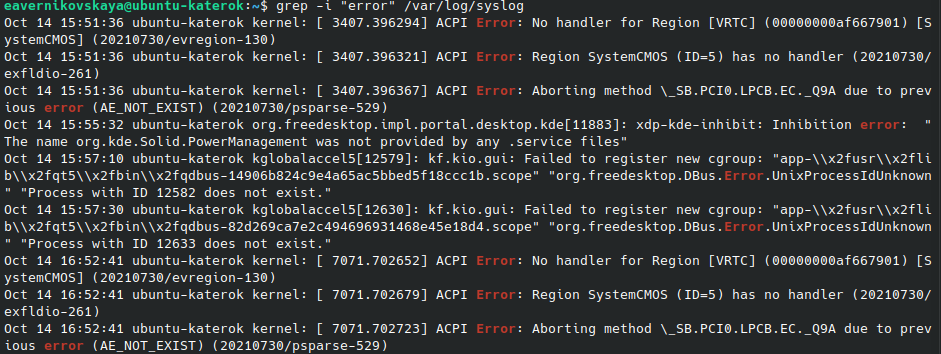 eavernikovskaya@ubuntu-katerok:~$ grep -i "error" /var/log/syslog
Oct 14 15:51:36 ubuntu-katerok kernel: [ 3407.396294] ACPI Error: No handler for Region [VRTC] (00000000af667901) [S
ystemCMOS] (20210730/evregion-130)
Oct 14 15:51:36 ubuntu-katerok kernel: [ 3407.396321] ACPI Error: Region SystemCMOS (ID=5) has no handler (20210730/
exfldio-261)
Oct 14 15:51:36 ubuntu-katerok kernel: [ 3407.396367] ACPI Error: Aborting method \_SB.PCI0.LPCB.EC._Q9A due to prev
ious error (AE_NOT_EXIST) (20210730/psparse-529)
Oct 14 15:55:32 ubuntu-katerok org.freedesktop.impl.portal.desktop.kde[11883]: xdp-kde-inhibit: Inhibition error:  "
The name org.kde.Solid.PowerManagement was not provided by any .service files"
Oct 14 15:57:10 ubuntu-katerok kglobalaccel5[12579]: kf.kio.gui: Failed to register new cgroup: "app-\\x2fusr\\x2fli
b\\x2fqt5\\x2fbin\\x2fqdbus-14906b824c9e4a65ac5bbed5f18ccc1b.scope" "org.freedesktop.DBus.Error.UnixProcessIdUnknown
" "Process with ID 12582 does not exist."
Oct 14 15:57:30 ubuntu-katerok kglobalaccel5[12630]: kf.kio.gui: Failed to register new cgroup: "app-\\x2fusr\\x2fli
b\\x2fqt5\\x2fbin\\x2fqdbus-82d269ca7e2c494696931468e45e18d4.scope" "org.freedesktop.DBus.Error.UnixProcessIdUnknown
" "Process with ID 12633 does not exist."
Oct 14 16:52:41 ubuntu-katerok kernel: [ 7071.702652] ACPI Error: No handler for Region [VRTC] (00000000af667901) [S
ystemCMOS] (20210730/evregion-130)
Oct 14 16:52:41 ubuntu-katerok kernel: [ 7071.702679] ACPI Error: Region SystemCMOS (ID=5) has no handler (20210730/
exfldio-261)
Oct 14 16:52:41 ubuntu-katerok kernel: [ 7071.702723] ACPI Error: Aborting method \_SB.PCI0.LPCB.EC._Q9A due to prev
ious error (AE_NOT_EXIST) (20210730/psparse-529)